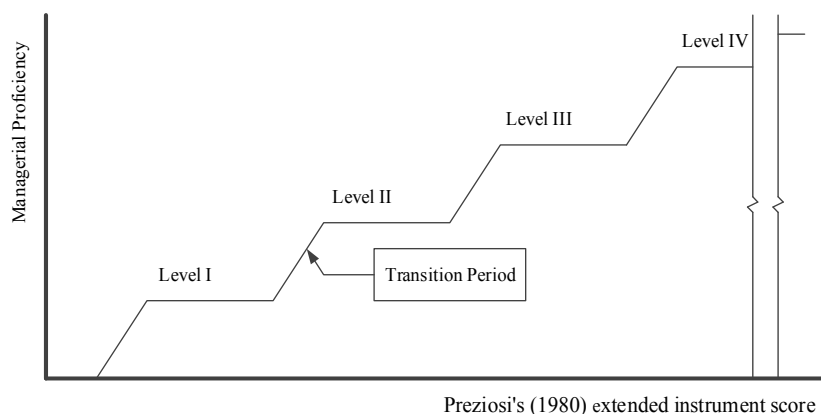 Level IV
Level III
Level II
Level I
Transition Period
Managerial Proficiency
Preziosi's (1980) extended instrument score